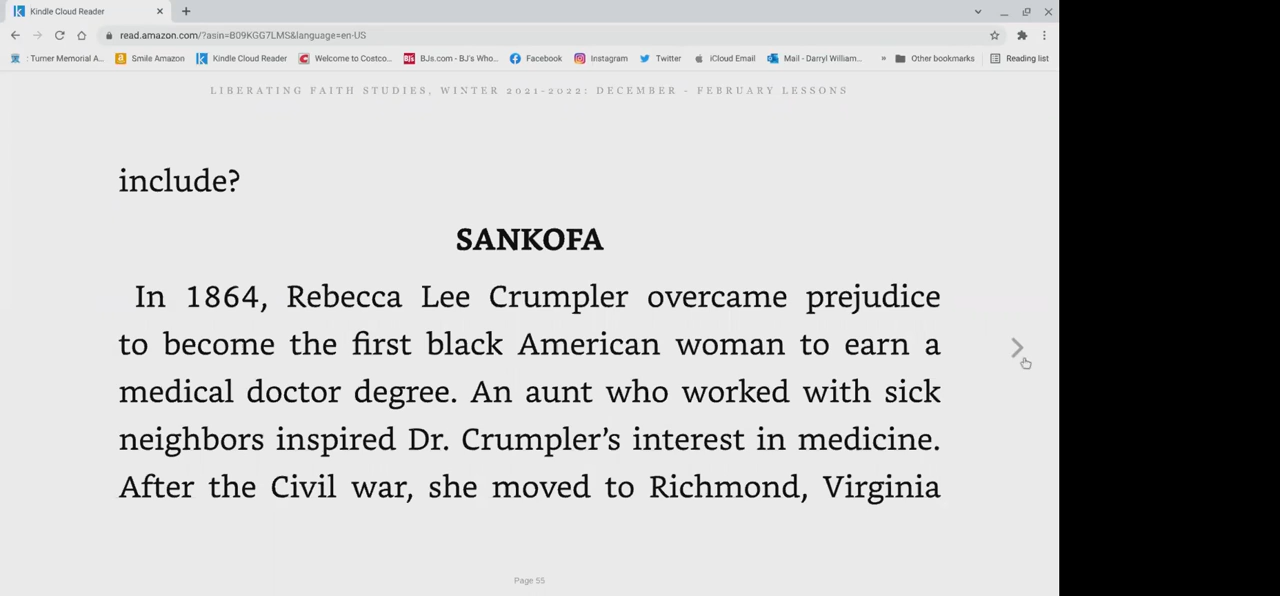 Kindle Cloud Reader
read.amazon.com/?asin=B09KGG7LMS&language=en-US
: Turner Memorial A... Smile Amazon Kindle Cloud Reader Welcome to Costco... BJs.com - BJ's Who... Facebook Instagram Twitter iCloud Email Mail - Darryl William... » Other bookmarks Reading list
LIBERATING FAITH STUDIES, WINTER 2021-2022: DECEMBER - FEBRUARY LESSONS
include?
SANKOFA
In 1864, Rebecca Lee Crumpler overcame prejudice
to become the first black American woman to earn a
medical doctor degree. An aunt who worked with sick
neighbors inspired Dr. Crumpler’s interest in medicine.
After the Civil war, she moved to Richmond, Virginia
Page 55